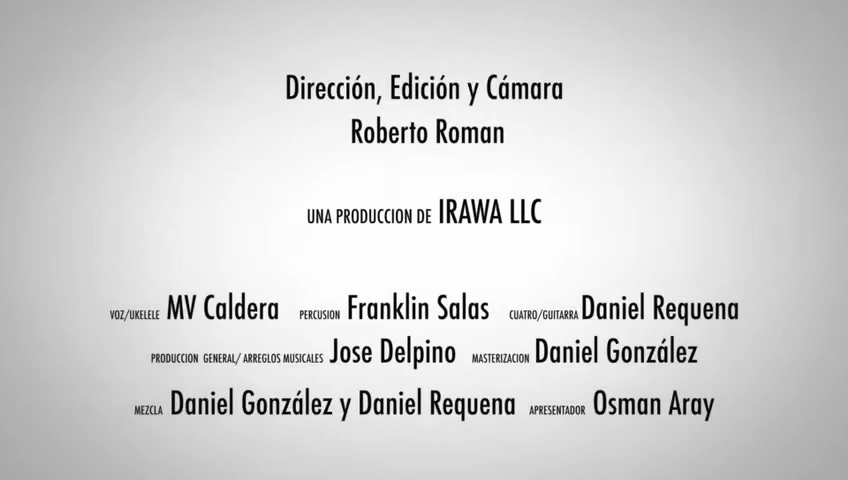 Dirección, Edición y Cámara
Roberto Roman
UNA PRODUCCION DE IRAWA LLC
VOZ/UKELELE MV Caldera PERCUSION Franklin Salas CUATRO/GUITARRA Daniel Requena
PRODUCCION GENERAL/ ARREGLOS MUSICALES Jose Delpino MASTERIZACION Daniel González
MEZCLA Daniel González y Daniel Requena APRESENTADOR Osman Aray